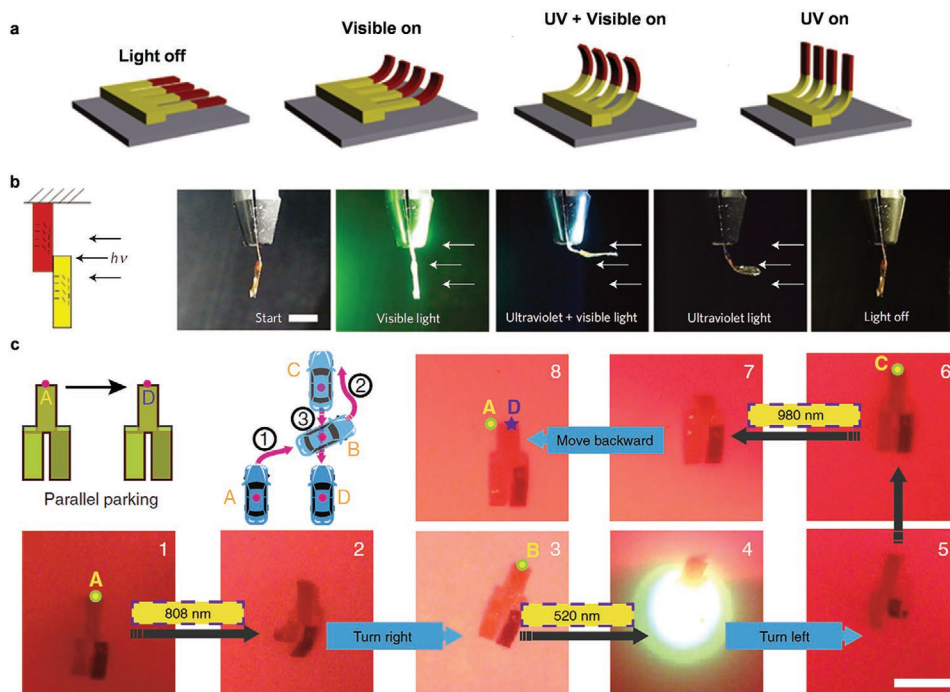 a
Light off
Visible on
UV + Visible on
UV on
b
hν
Start
Visible light
Ultraviolet + visible light
Ultraviolet light
Light off
c
A
D
Parallel parking
C
2
3
1
B
A
D
8
A
D
Move backward
7
980 nm
C
6
1
A
808 nm
2
Turn right
3
B
520 nm
4
Turn left
5